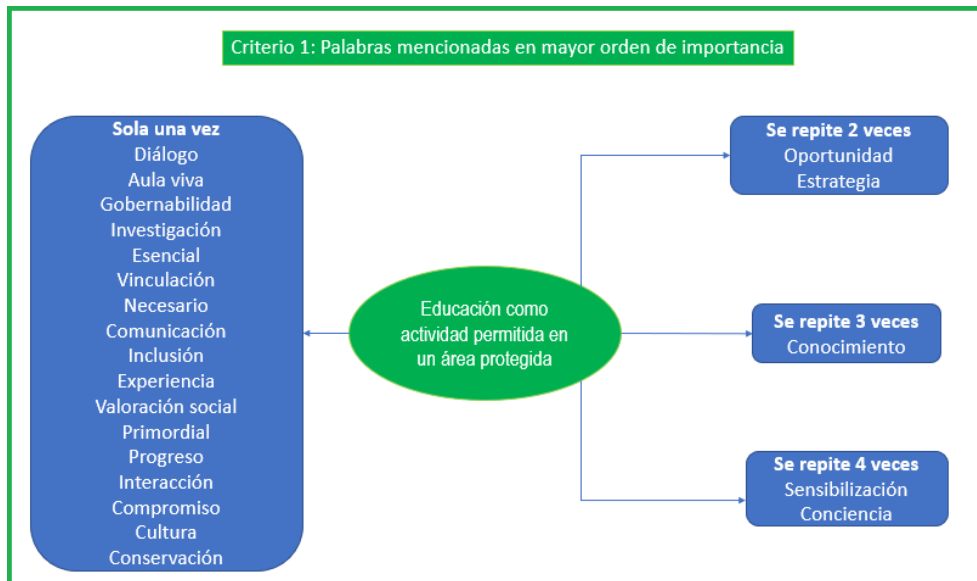 Criterio 1: Palabras mencionadas en mayor orden de importancia
Sola una vez
Diálogo
Aula viva
Gobernabilidad
Investigación
Esencial
Vinculación
Necesario
Comunicación
Inclusión
Experiencia
Valoración social
Primordial
Progreso
Interacción
Compromiso
Cultura
Conservación
Educación como
actividad permitida en
un área protegida
Se repite 2 veces
Oportunidad
Estrategia
Se repite 3 veces
Conocimiento
Se repite 4 veces
Sensibilización
Conciencia